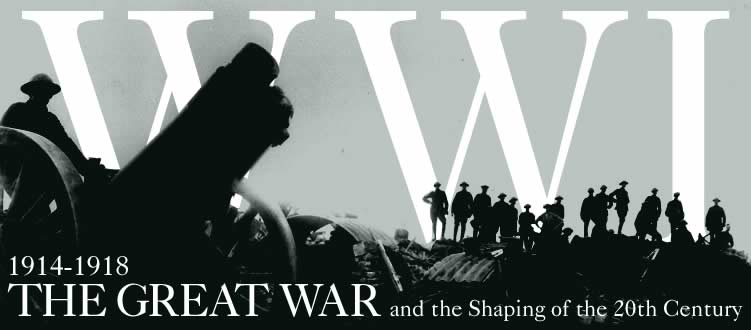 WWI
1914-1918
THE GREAT WAR and the Shaping of the 20th Century